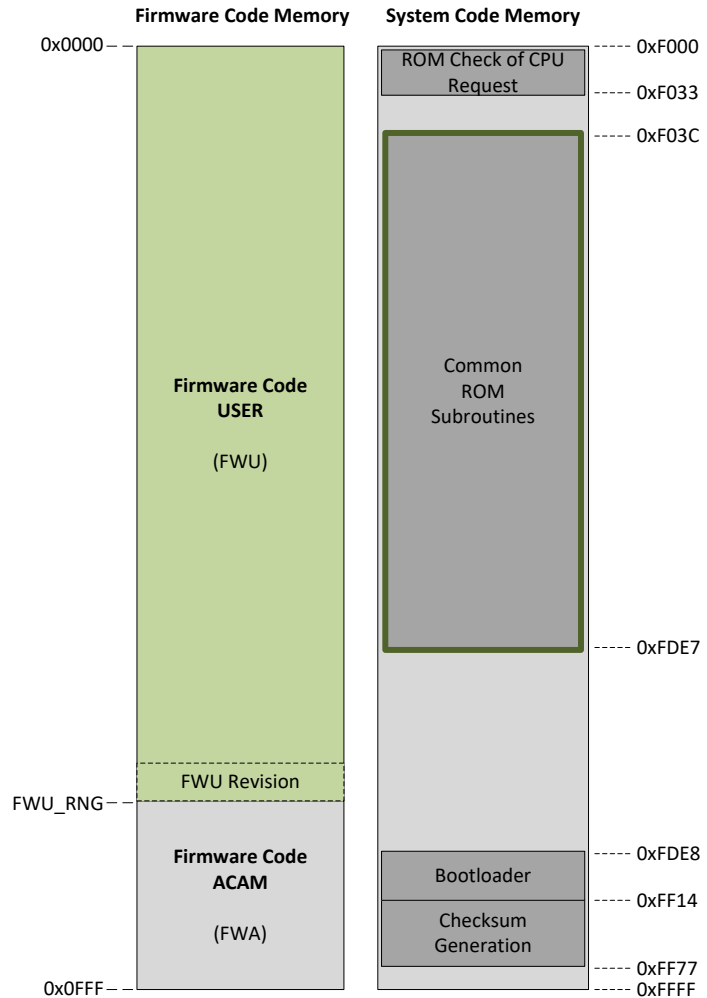 Firmware Code Memory
System Code Memory
0x0000
0xF000
ROM Check of CPU
Request
0xF033
0xF03C
Firmware Code
USER
(FWU)
Common
ROM
Subroutines
0xFDE7
FWU Revision
FWU_RNG
Firmware Code
ACAM
(FWA)
0xFDE8
Bootloader
0xFF14
Checksum
Generation
0xFF77
0x0FFF
0xFFFF